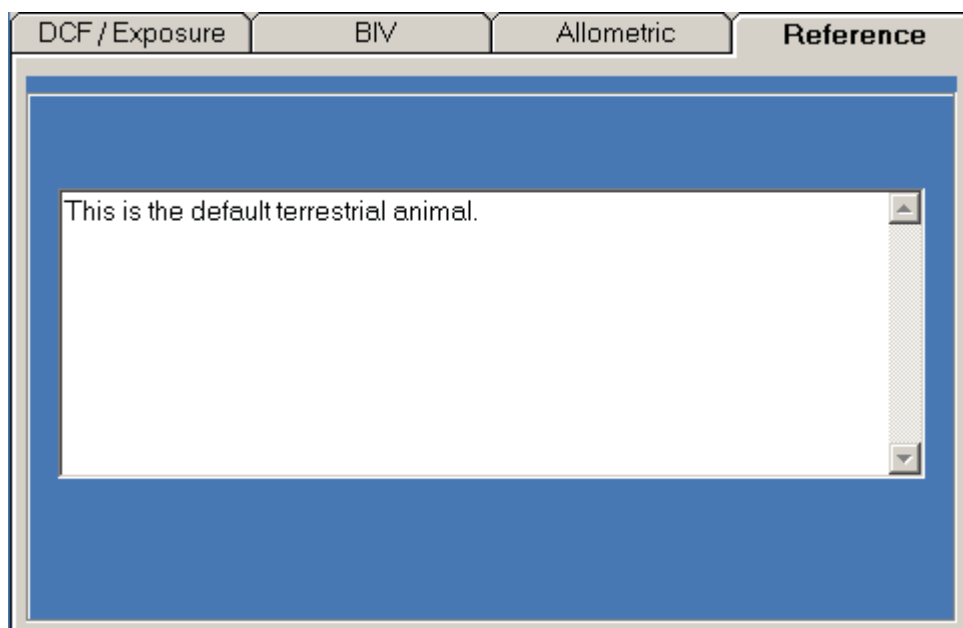 DCF / Exposure
BIV
Allometric
Reference
This is the default terrestrial animal.